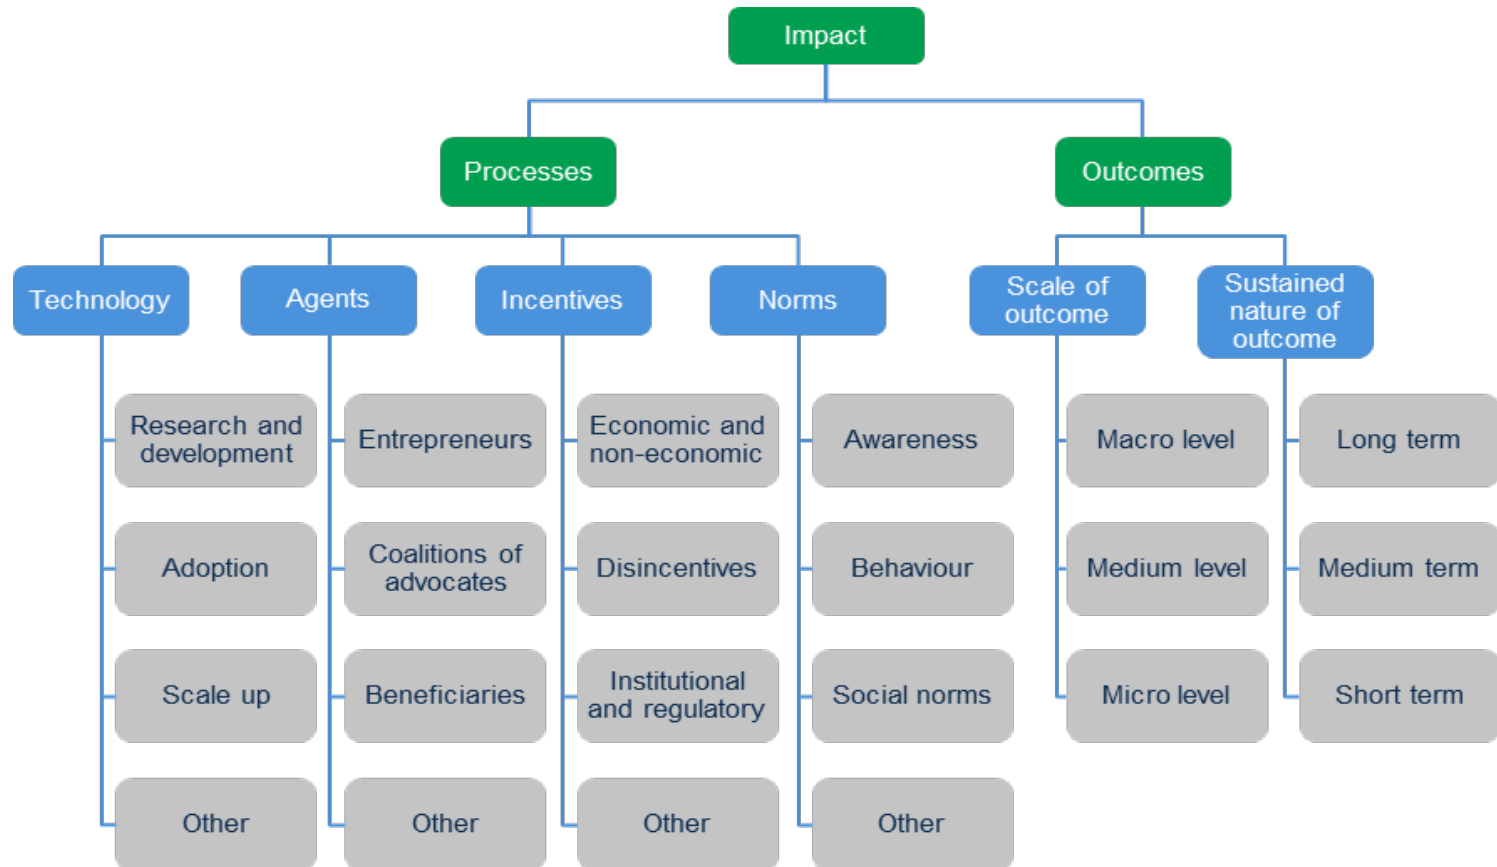 Impact
Processes
Outcomes
Technology
Agents
Incentives
Norms
Scale of
outcome
Sustained
nature of
outcome
Research and
development
Entrepreneurs
Economic and
non-economic
Awareness
Macro level
Long term
Adoption
Coalitions of
advocates
Disincentives
Behaviour
Medium level
Medium term
Scale up
Beneficiaries
Institutional
and regulatory
Social norms
Micro level
Short term
Other
Other
Other
Other